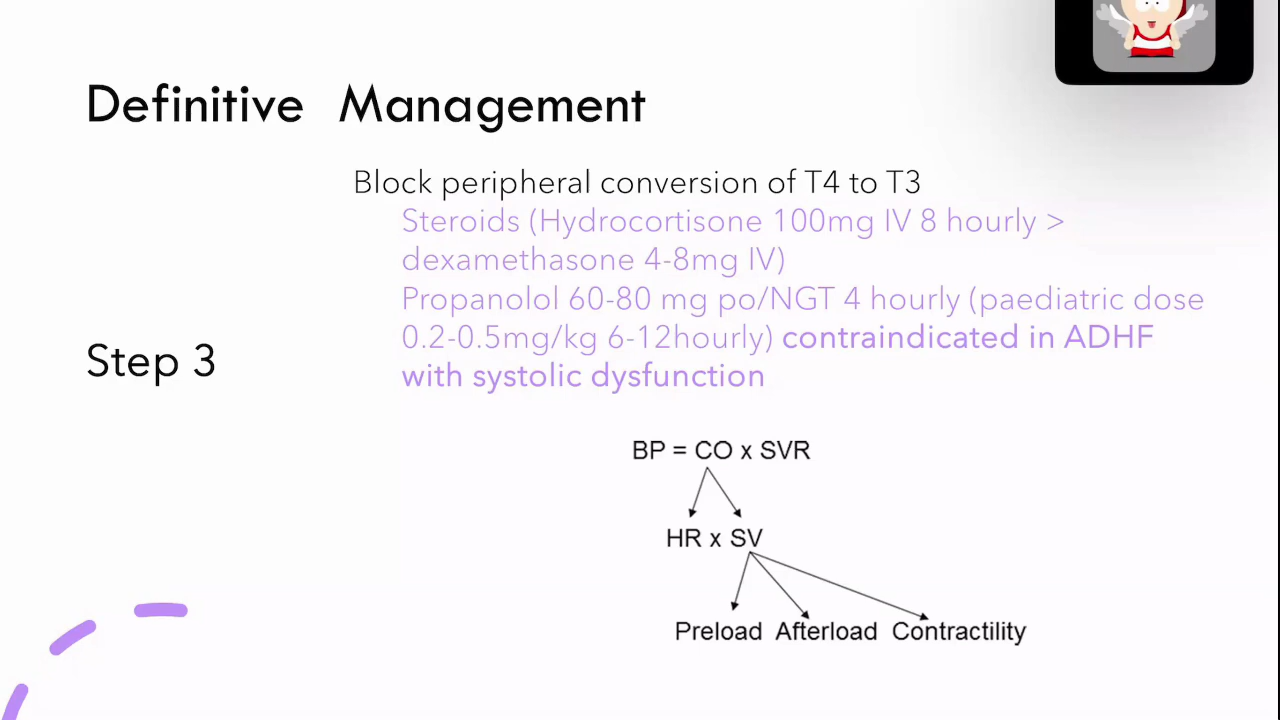 Definitive Management
Block peripheral conversion of T4 to T3
Steroids (Hydrocortisone 100mg IV 8 hourly >
dexamethasone 4-8mg IV)
Propanolol 60-80 mg po/NGT 4 hourly (paediatric dose
0.2-0.5mg/kg 6-12hourly) contraindicated in ADHF
with systolic dysfunction
Step 3
BP = CO x SVR
HR x SV
Preload Afterload Contractility